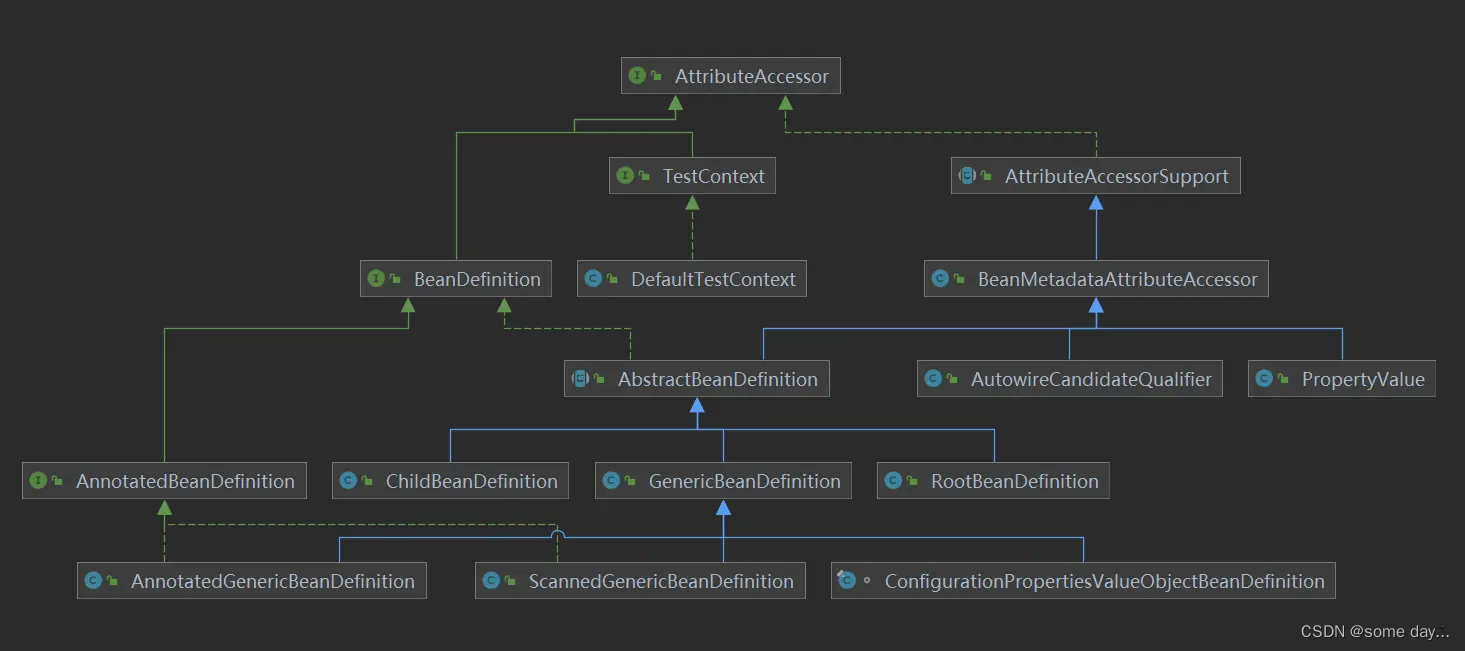 AttributeAccessor
TestContext
AttributeAccessorSupport
BeanDefinition
DefaultTestContext
BeanMetadataAttributeAccessor
AbstractBeanDefinition
AutowireCandidateQualifier
PropertyValue
AnnotatedBeanDefinition
ChildBeanDefinition
GenericBeanDefinition
RootBeanDefinition
AnnotatedGenericBeanDefinition
ScannedGenericBeanDefinition
ConfigurationPropertiesValueObjectBeanDefinition
CSDN @some day...